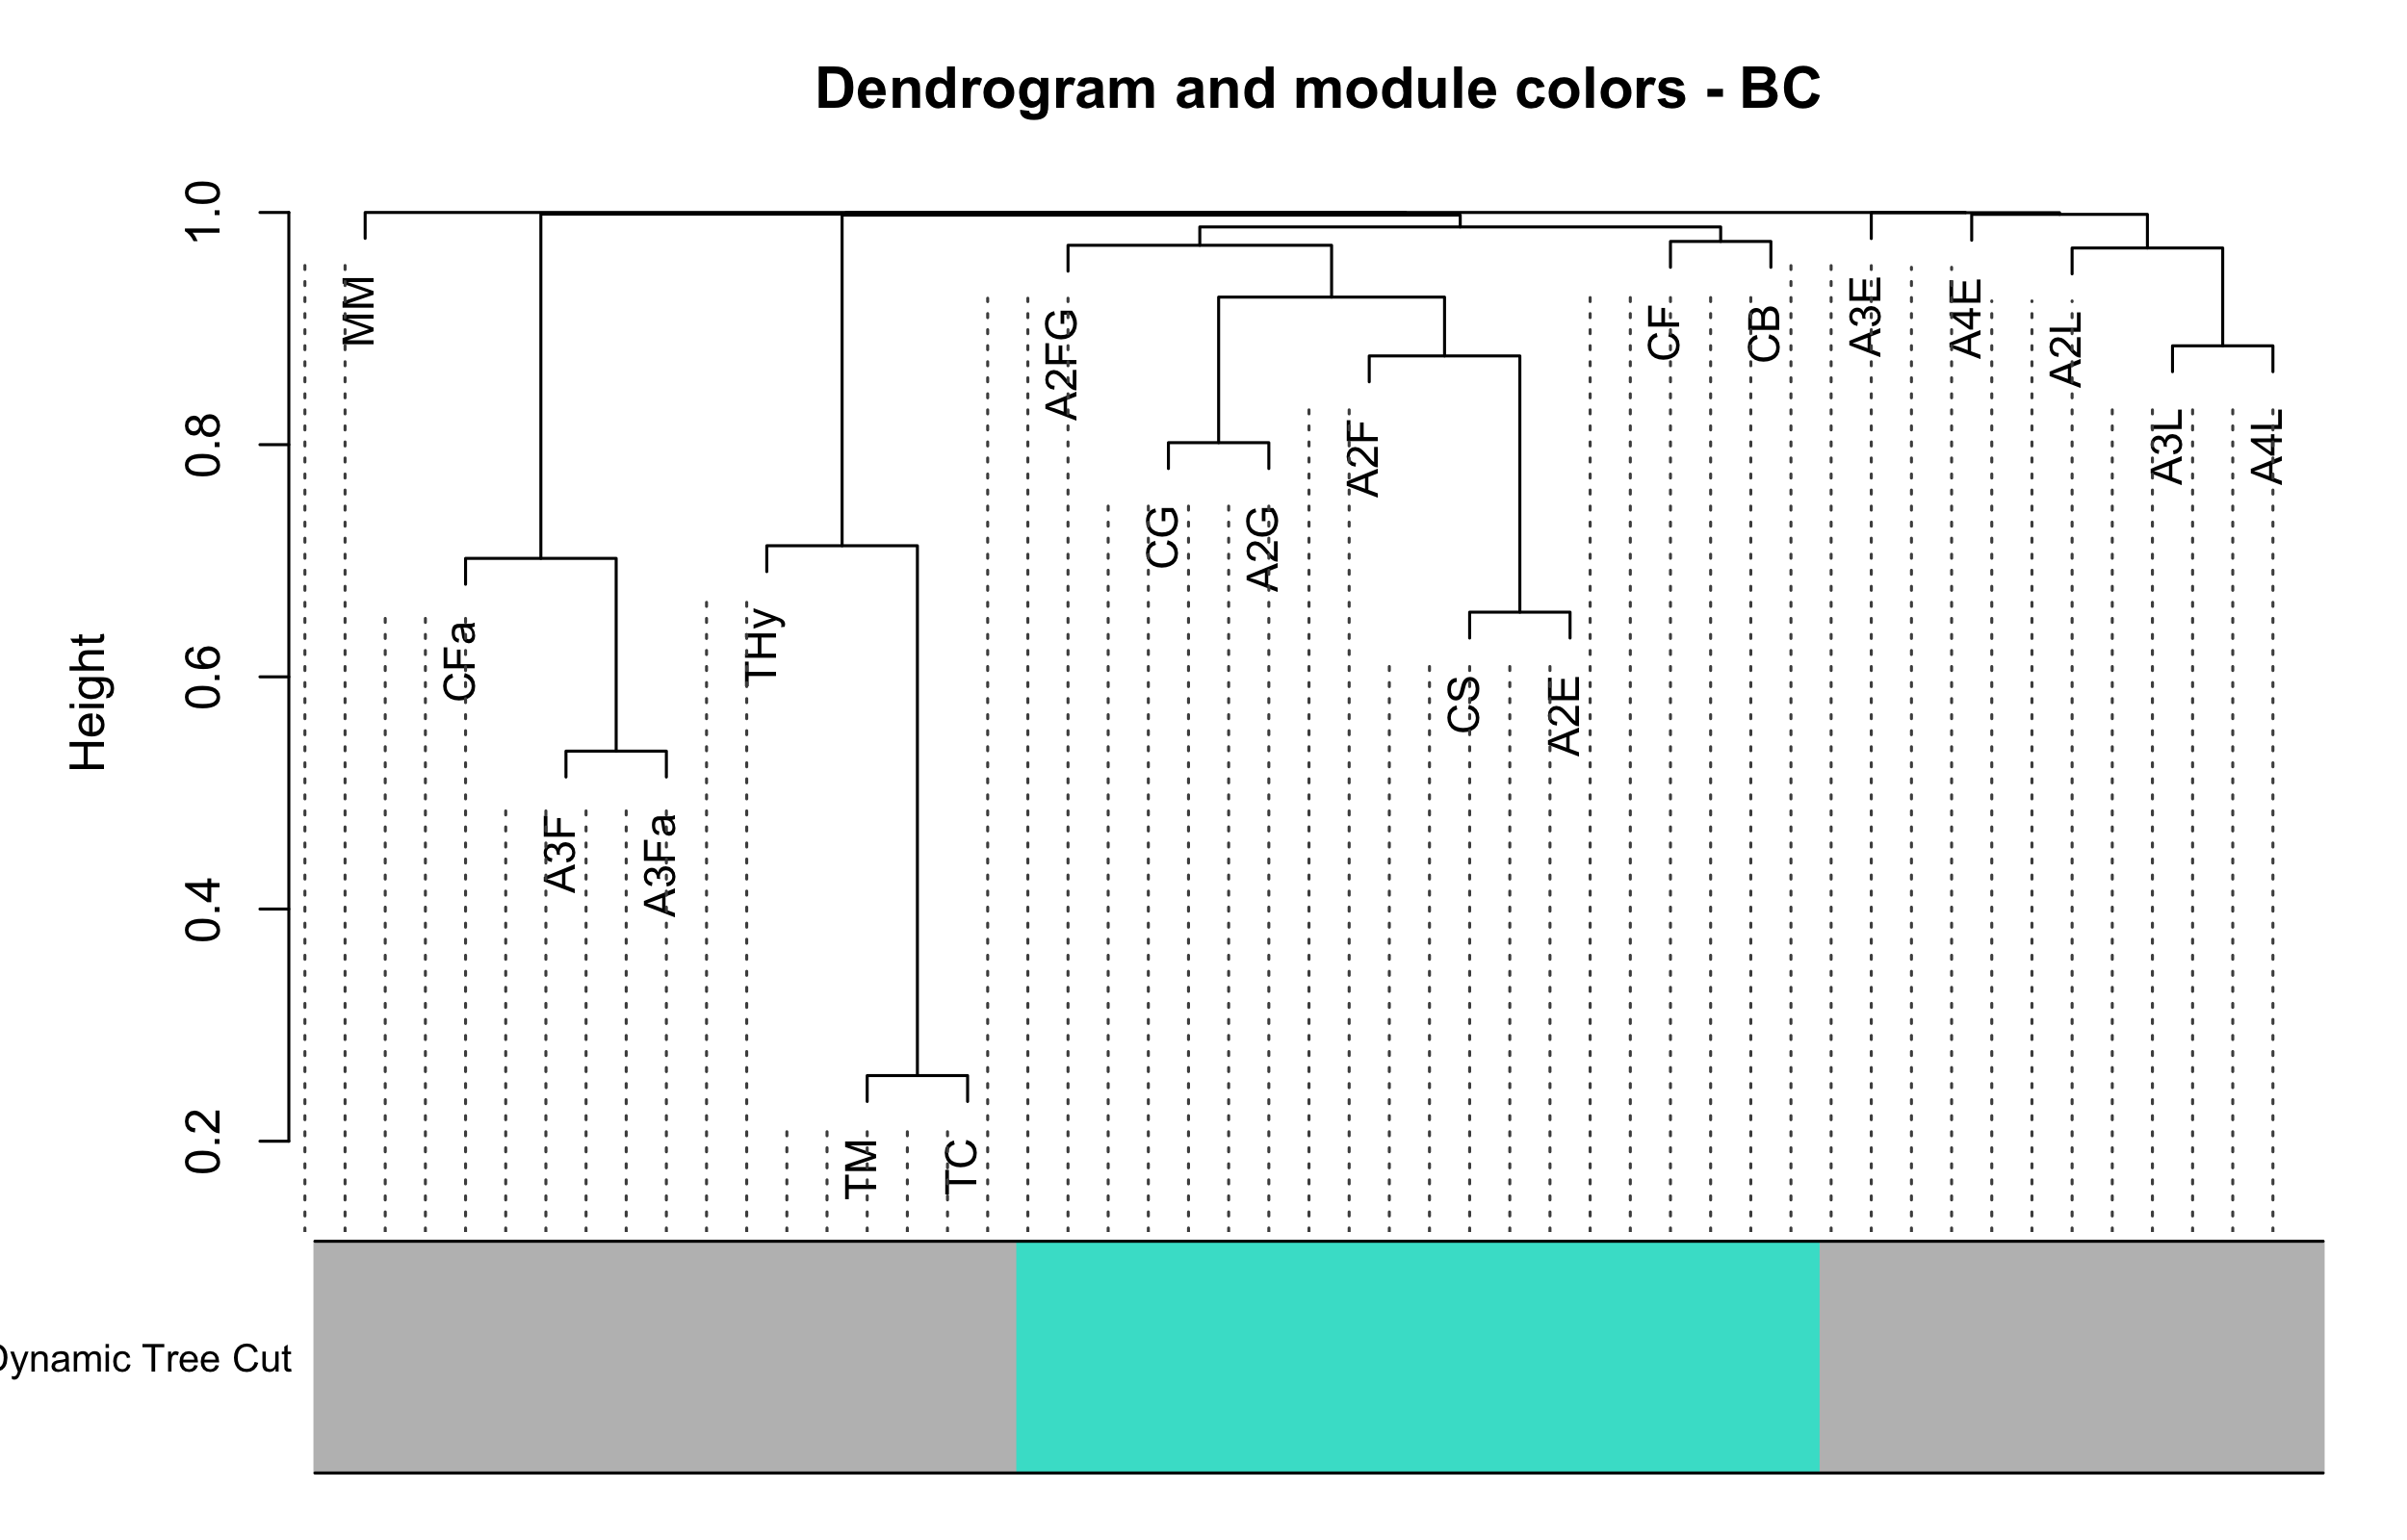 Dendrogram and module colors - BC
Height
1.0
0.8
0.6
0.4
0.2
MM
CFa
A3F
A3Fa
THy
TM
TC
A2FG
CG
A2G
A2F
CS
A2E
CF
CB
A3E
A4E
A2L
A3L
A4L
Dynamic Tree Cut